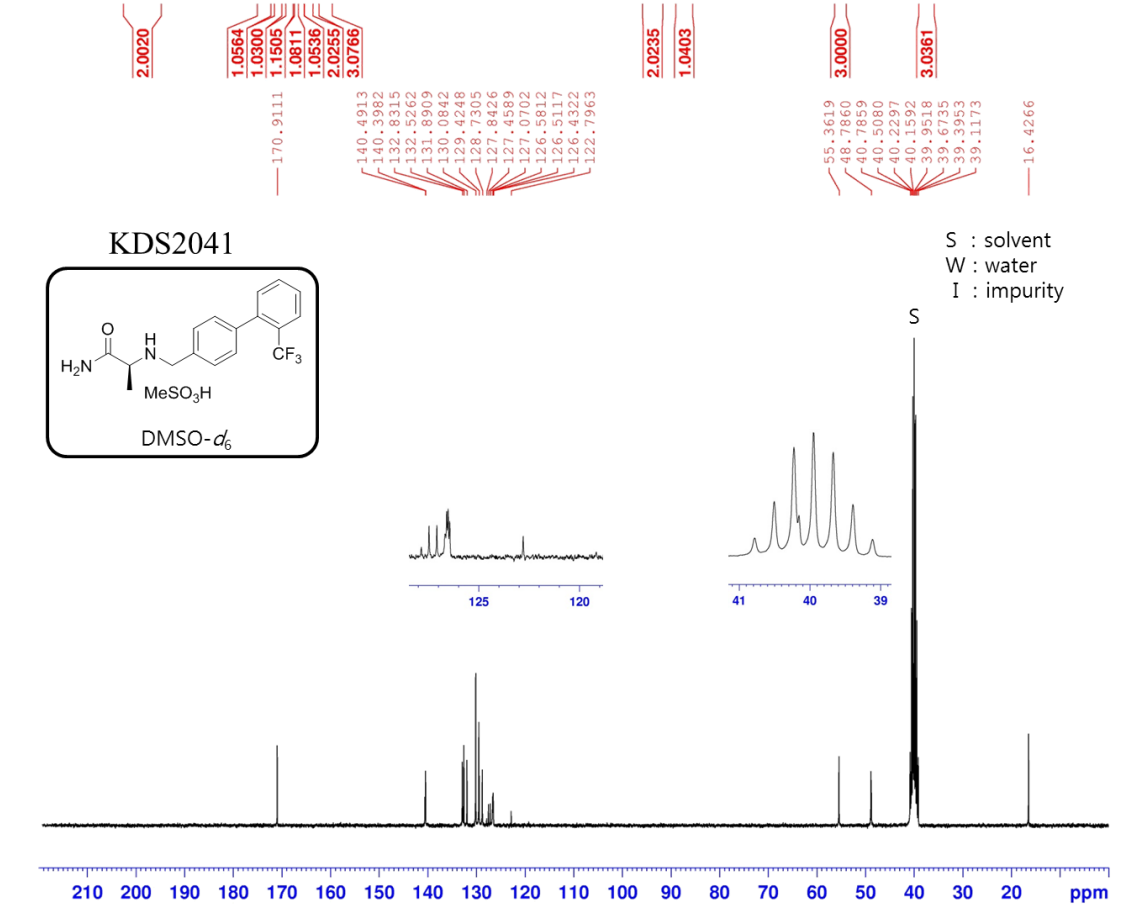 2.0020
1.0564
1.0300
1.1505
1.0811
1.0536
2.0255
3.0766
2.0235
1.0403
3.0000
3.0361
170.9111
140.4913
140.3982
132.8315
132.5262
131.8909
130.0842
129.4248
128.7305
127.8426
127.4589
127.0702
126.5812
126.5117
126.4322
122.7963
55.3619
48.7860
40.7859
40.5080
40.2297
40.1592
39.9518
39.6735
39.3953
39.1173
16.4266
KDS2041
S : solvent
W : water
I : impurity
O
H
H₂N
N
CF₃
MeSO₃H
DMSO-d₆
S
125 120
41 40 39
210 200 190 180 170 160 150 140 130 120 110 100 90 80 70 60 50 40 30 20 ppm